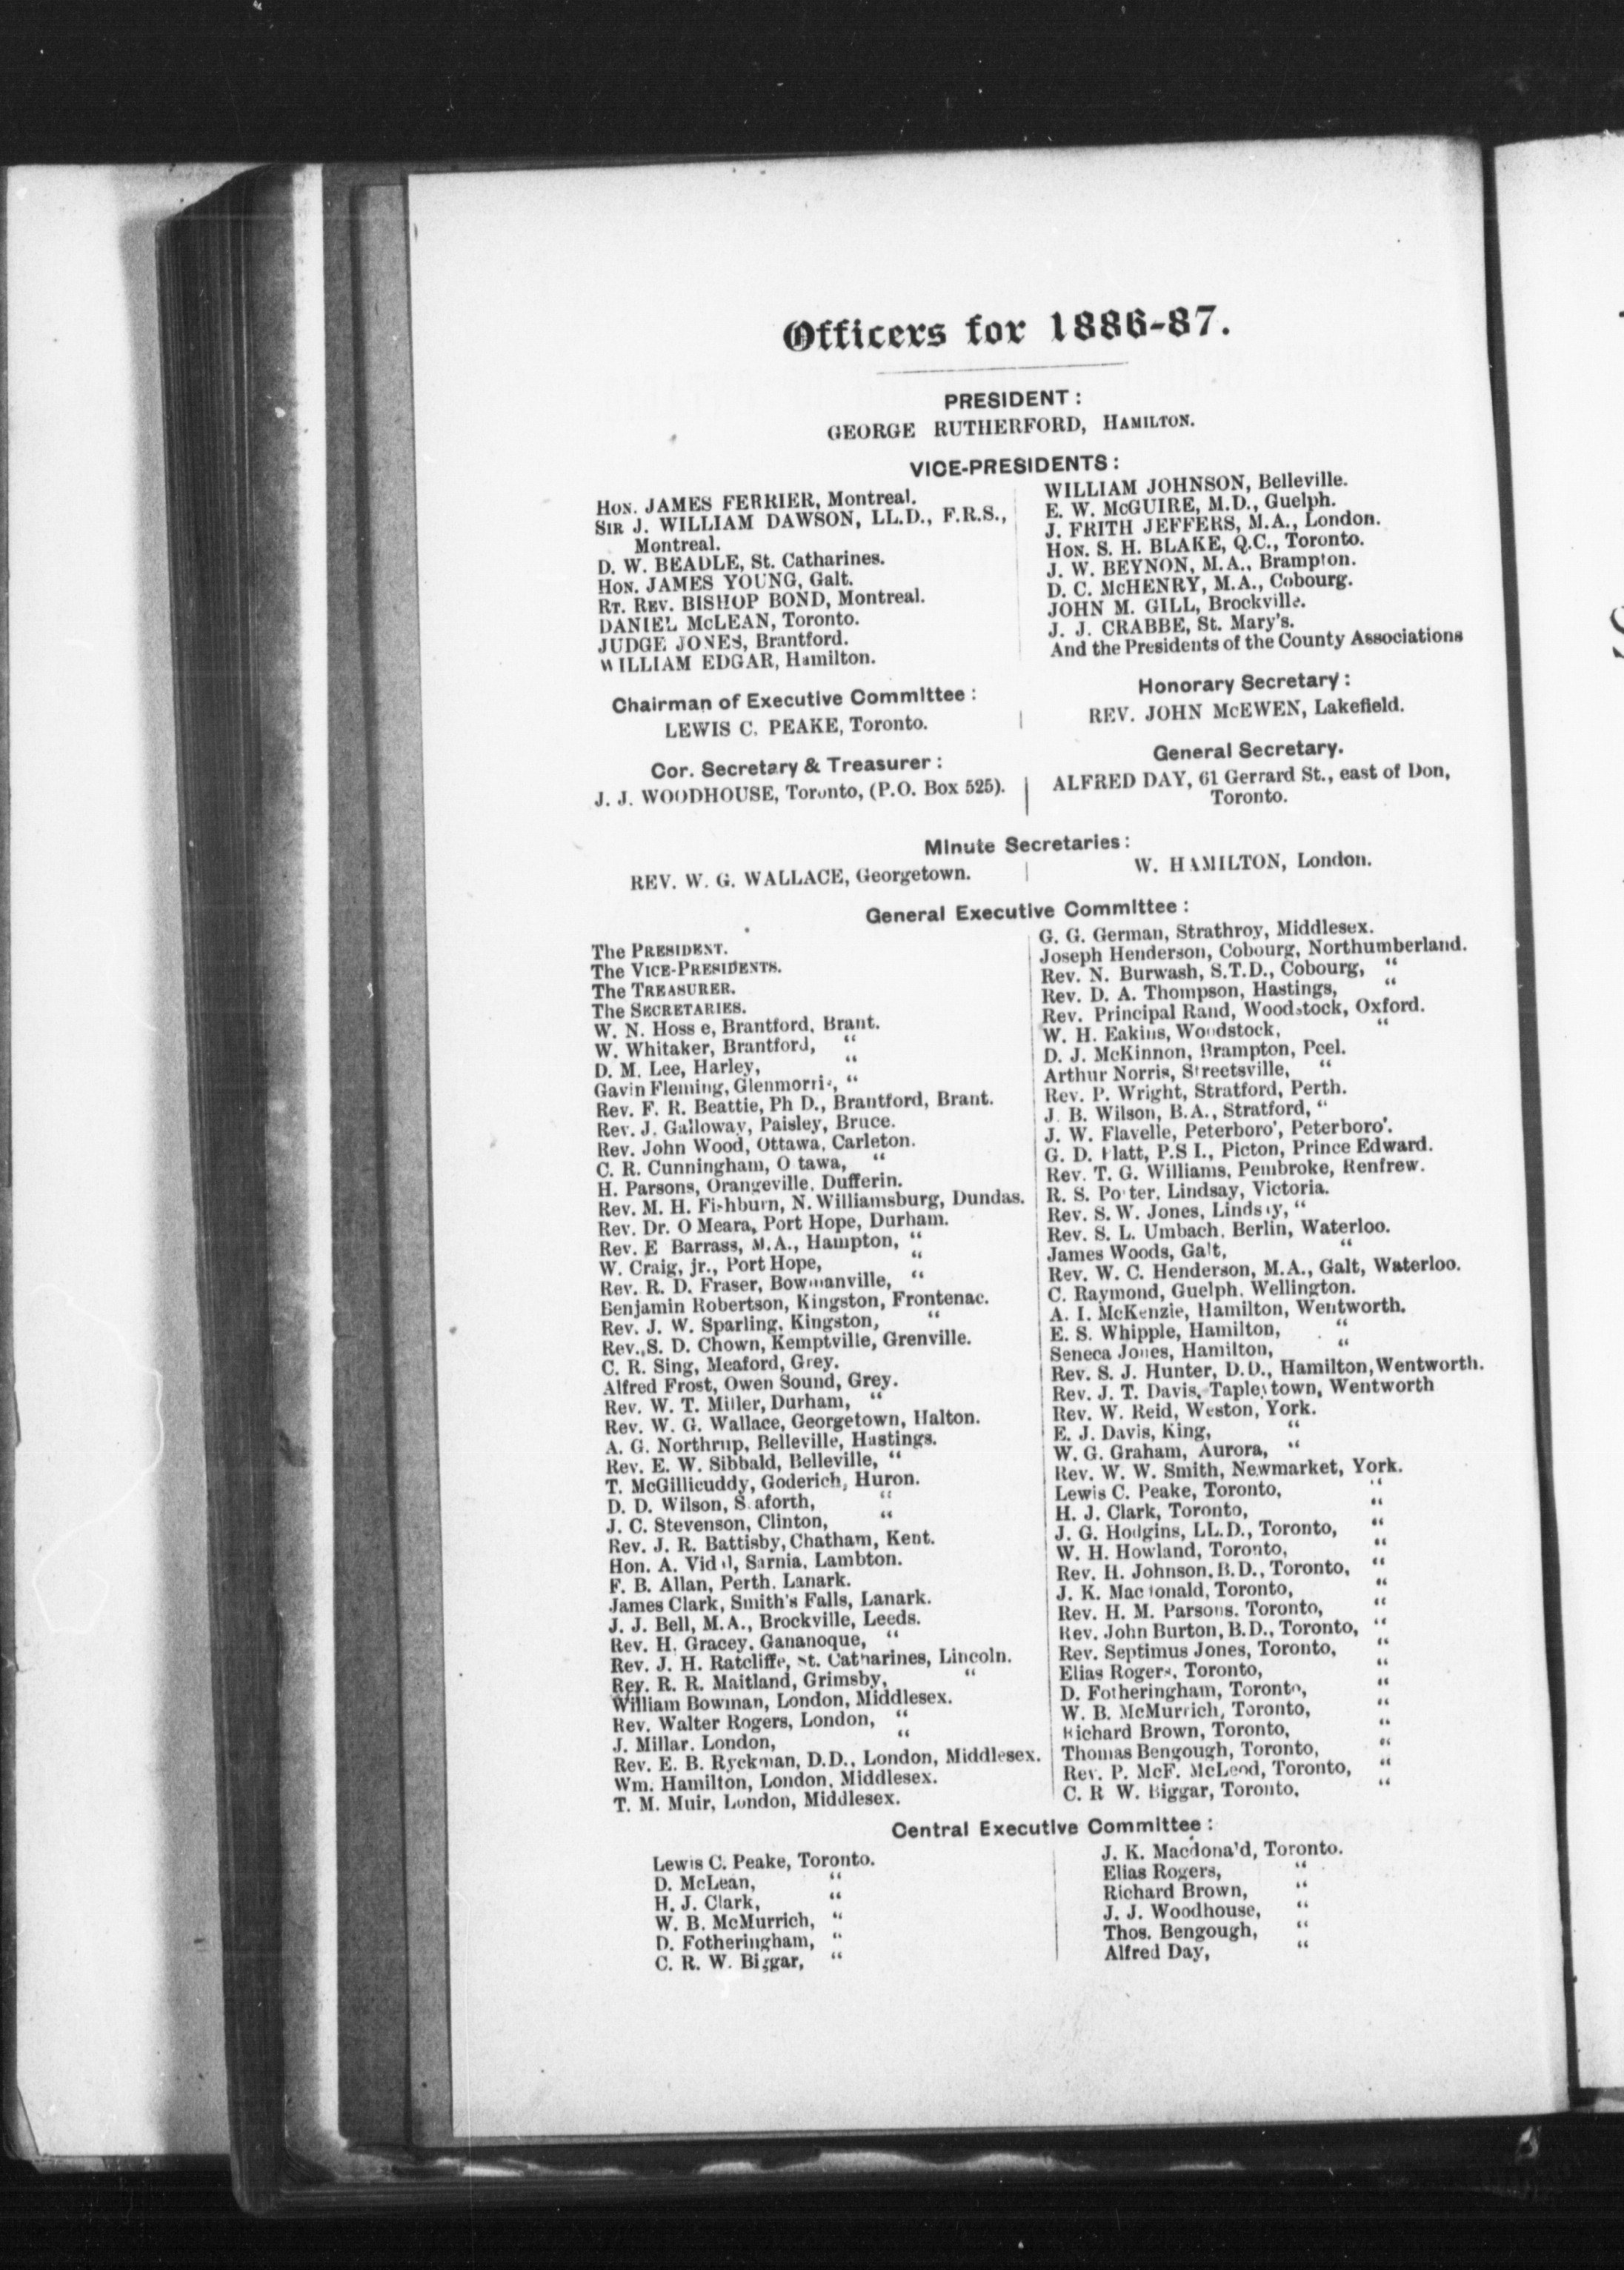 Officers for 1886-87.
PRESIDENT :
GEORGE RUTHERFORD, HAMILTON.
VICE-PRESIDENTS :
HON. JAMES FERRIER, Montreal.
SIR J. WILLIAM DAWSON, LL.D., F.R.S.,
Montreal.
D. W. BEADLE, St. Catharines.
HON. JAMES YOUNG, Galt.
RT. REV. BISHOP BOND, Montreal.
DANIEL McLEAN, Toronto.
JUDGE JONES, Brantford.
WILLIAM EDGAR, Hamilton.
WILLIAM JOHNSON, Belleville.
E. W. McGUIRE, M.D., Guelph.
J. FRITH JEFFERS, M.A., London.
HON. S. H. BLAKE, Q.C., Toronto.
J. W. BEYNON, M.A., Brampton.
D. C. McHENRY, M.A., Cobourg.
JOHN M. GILL, Brockville.
J. J. CRABBE, St. Mary's.
And the Presidents of the County Associations
Chairman of Executive Committee :
LEWIS C. PEAKE, Toronto.
Honorary Secretary :
REV. JOHN McEWEN, Lakefield.
Cor. Secretary & Treasurer :
J. J. WOODHOUSE, Toronto, (P.O. Box 525).
General Secretary.
ALFRED DAY, 61 Gerrard St., east of Don,
Toronto.
Minute Secretaries :
REV. W. G. WALLACE, Georgetown.
W. HAMILTON, London.
General Executive Committee :
The PRESIDENT.
The VICE-PRESIDENTS.
The TREASURER.
The SECRETARIES.
W. N. Hoss e, Brantford, Brant.
W. Whitaker, Brantford, “
D. M. Lee, Harley, “
Gavin Fleming, Glenmorris, “
Rev. F. R. Beattie, Ph D., Brantford, Brant.
Rev. J. Galloway, Paisley, Bruce.
Rev. John Wood, Ottawa, Carleton.
C. R. Cunningham, O tawa, “
H. Parsons, Orangeville, Dufferin.
Rev. M. H. Fishburn, N. Williamsburg, Dundas.
Rev. Dr. O Meara, Port Hope, Durham.
Rev. E Barrass, M.A., Hampton, “
W. Craig, jr., Port Hope, “
Rev. R. D. Fraser, Bowmanville, “
Benjamin Robertson, Kingston, Frontenac.
Rev. J. W. Sparling, Kingston, “
Rev. S. D. Chown, Kemptville, Grenville.
C. R. Sing, Meaford, Grey.
Alfred Frost, Owen Sound, Grey.
Rev. W. T. Miller, Durham, “
Rev. W. G. Wallace, Georgetown, Halton.
A. G. Northrup, Belleville, Hastings.
Rev. E. W. Sibbald, Belleville, “
T. McGillicuddy, Goderich, Huron.
D. D. Wilson, S aforth, “
J. C. Stevenson, Clinton, “
Rev. J. R. Battisby, Chatham, Kent.
Hon. A. Vidal, Sarnia, Lambton.
F. B. Allan, Perth, Lanark.
James Clark, Smith's Falls, Lanark.
J. J. Bell, M.A., Brockville, Leeds.
Rev. H. Gracey, Gananoque, “
Rev. J. H. Ratcliffe, St. Catharines, Lincoln.
Rev. R. R. Maitland, Grimsby, “
William Bowman, London, Middlesex.
Rev. Walter Rogers, London, “
J. Millar, London, “
Rev. E. B. Ryckman, D.D., London, Middlesex.
Wm. Hamilton, London, Middlesex.
T. M. Muir, London, Middlesex.
G. G. German, Strathroy, Middlesex.
Joseph Henderson, Cobourg, Northumberland.
Rev. N. Burwash, S.T.D., Cobourg, “
Rev. D. A. Thompson, Hastings, “
Rev. Principal Rand, Woodstock, Oxford.
W. H. Eakins, Woodstock, “
D. J. McKinnon, Brampton, Peel.
Arthur Norris, Streetsville, “
Rev. P. Wright, Stratford, Perth.
J. B. Wilson, B.A., Stratford, “
J. W. Flavelle, Peterboro', Peterboro'.
G. D. Platt, P.S I., Picton, Prince Edward.
Rev. T. G. Williams, Pembroke, Renfrew.
R. S. Porter, Lindsay, Victoria.
Rev. S. W. Jones, Lindsay, “
Rev. S. L. Umbach, Berlin, Waterloo.
James Woods, Galt, “
Rev. W. C. Henderson, M.A., Galt, Waterloo.
C. Raymond, Guelph, Wellington.
A. I. McKenzie, Hamilton, Wentworth.
E. S. Whipple, Hamilton, “
Seneca Jones, Hamilton, “
Rev. S. J. Hunter, D.D., Hamilton, Wentworth.
Rev. J. T. Davis, Tapleytown, Wentworth
Rev. W. Reid, Weston, York.
E. J. Davis, King, “
W. G. Graham, Aurora, “
Rev. W. W. Smith, Newmarket, York.
Lewis C. Peake, Toronto, “
H. J. Clark, Toronto, “
J. G. Hodgins, LL.D., Toronto, “
W. H. Howland, Toronto, “
Rev. H. Johnson, B.D., Toronto, “
J. K. Macdonald, Toronto, “
Rev. H. M. Parsons, Toronto, “
Rev. John Burton, B.D., Toronto, “
Rev. Septimus Jones, Toronto, “
Elias Rogers, Toronto, “
D. Fotheringham, Toronto, “
W. B. McMurrich, Toronto, “
Richard Brown, Toronto, “
Thomas Bengough, Toronto, “
Rev. P. McF. McLeod, Toronto, “
C. R W. Biggar, Toronto, “
Central Executive Committee :
Lewis C. Peake, Toronto.
D. McLean, “
H. J. Clark, “
W. B. McMurrich, “
D. Fotheringham, “
C. R. W. Biggar, “
J. K. Macdona'd, Toronto.
Elias Rogers, “
Richard Brown, “
J. J. Woodhouse, “
Thos. Bengough, “
Alfred Day, “